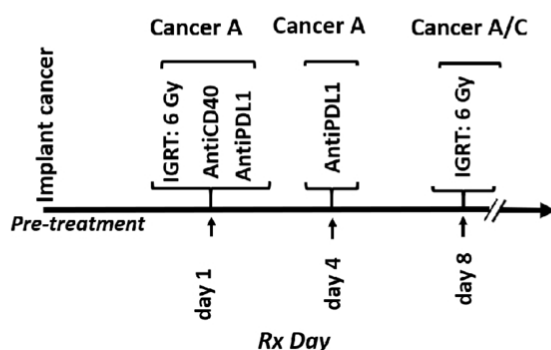 Cancer A
Cancer A
Cancer A/C
Implant cancer
IGRT: 6 Gy
AntiCD40
AntiPDL1
AntiPDL1
IGRT: 6 Gy
Pre-treatment
day 1
day 4
day 8
Rx Day